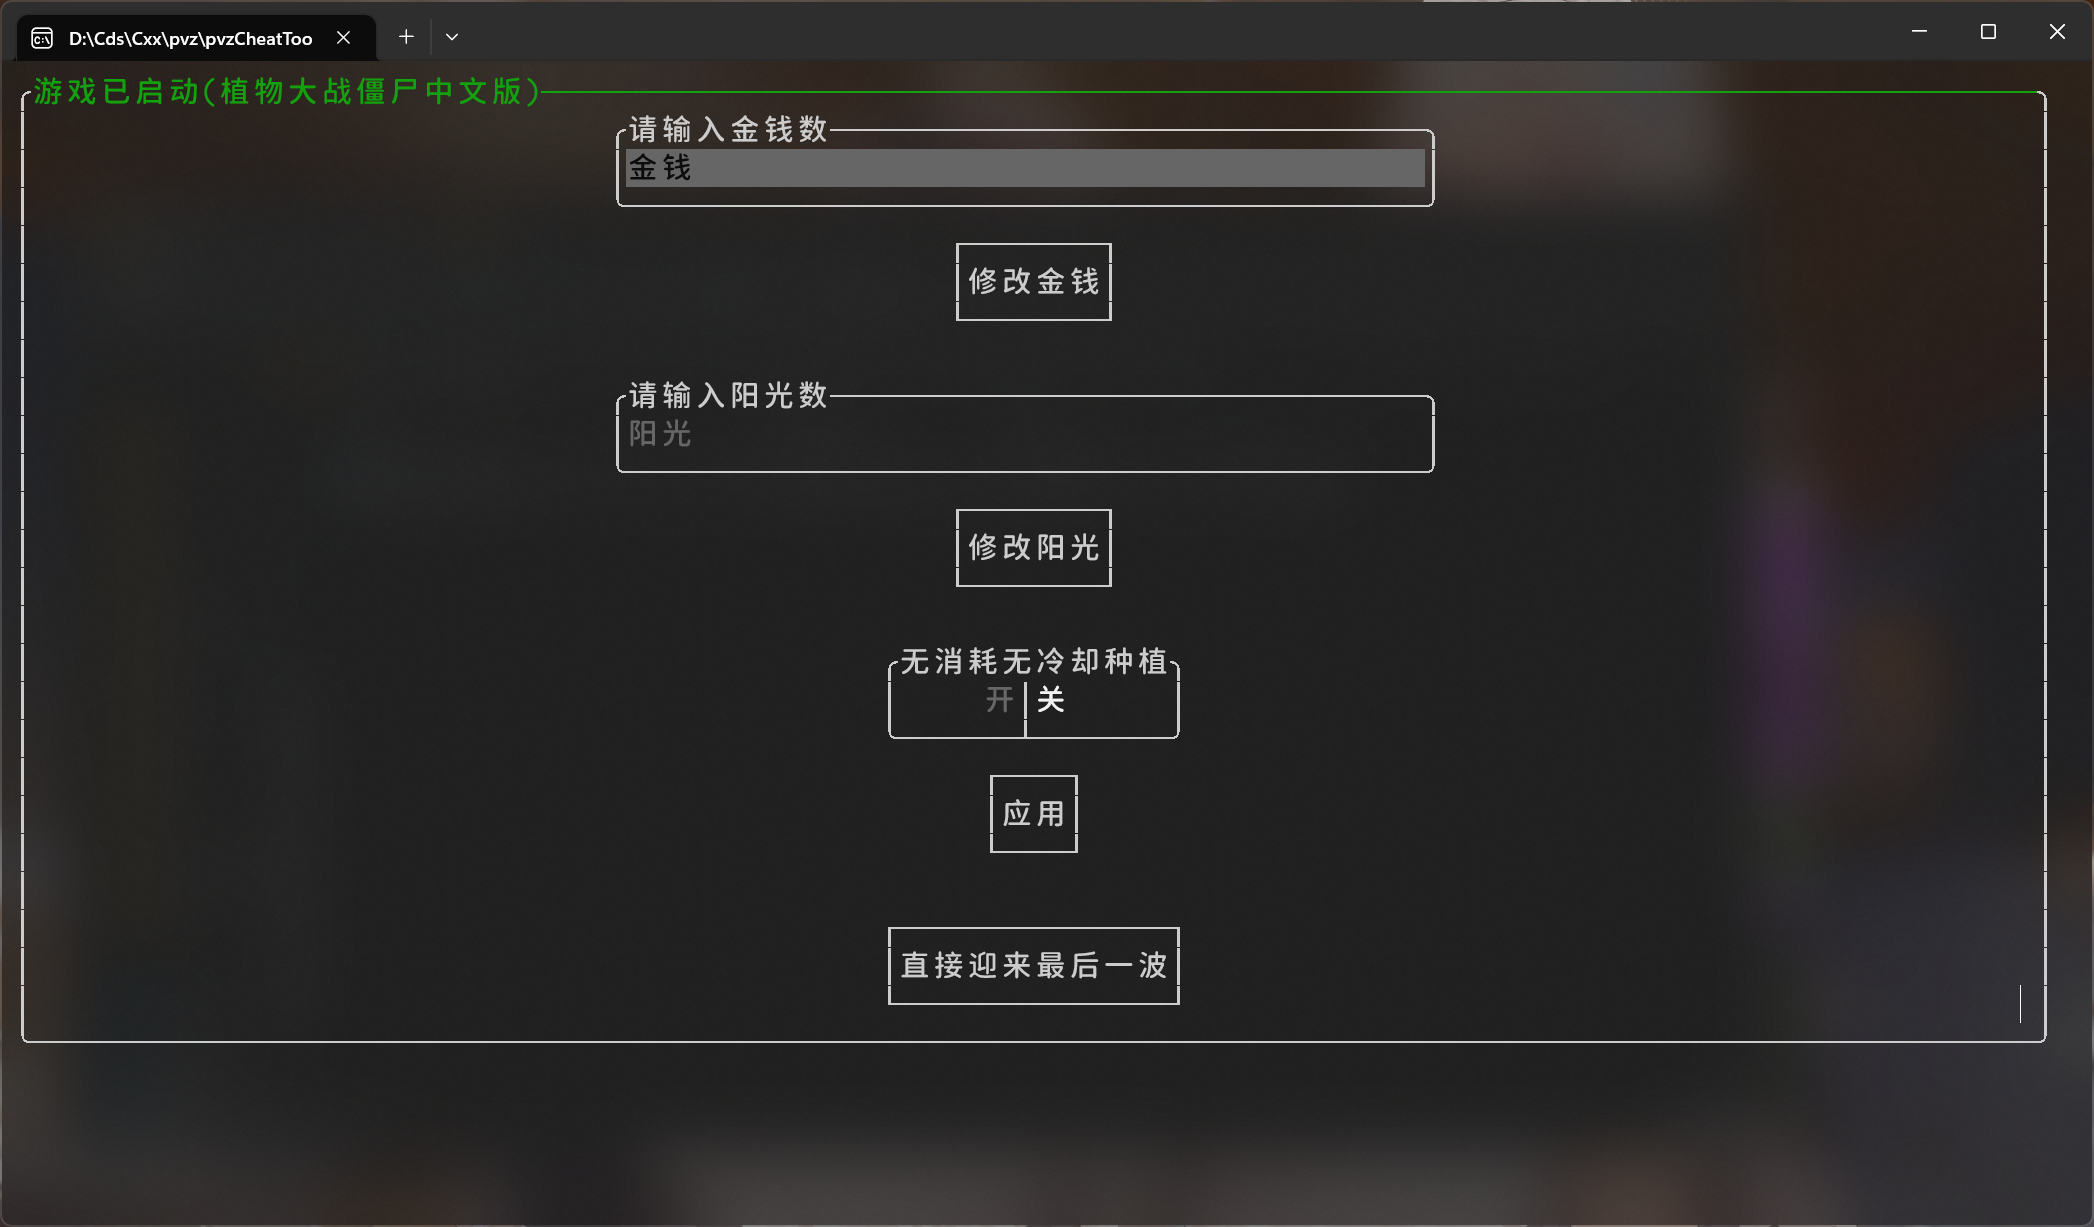 D:\Cds\Cxx\pvz\pvzCheatToo
游戏已启动(植物大战僵尸中文版)
请输入金钱数
金钱
修改金钱
请输入阳光数
阳光
修改阳光
无消耗无冷却种植
开 关
应用
直接迎来最后一波